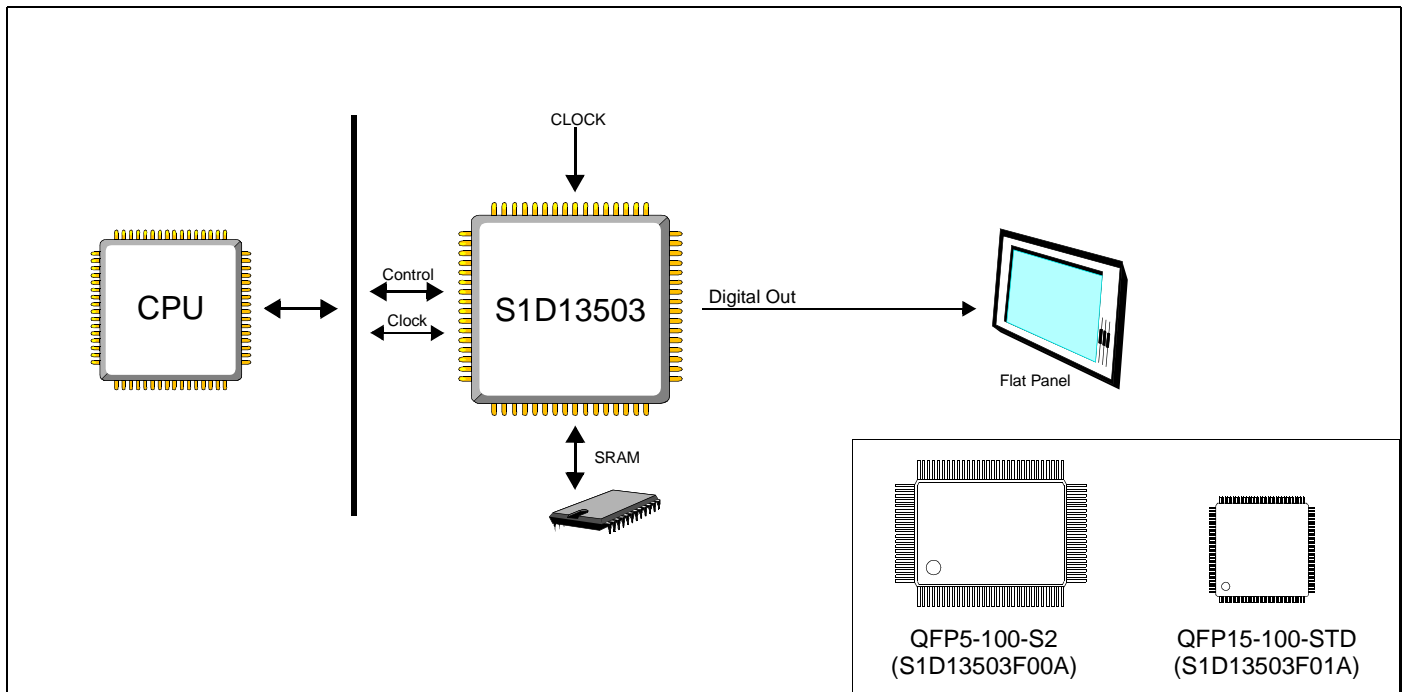 CLOCK
CPU
Control
Clock
S1D13503
Digital Out
Flat Panel
SRAM
QFP5-100-S2
(S1D13503F00A)
QFP15-100-STD
(S1D13503F01A)